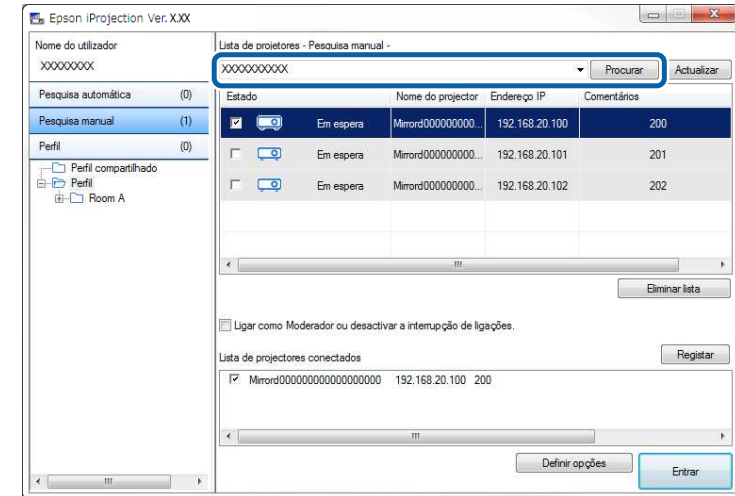 Epson iProjection Ver. X.XX
Nome do utilizador
XXXXXXXX
Pesquisa automática (0)
Pesquisa manual (1)
Perfil (0)
Perfil compartilhado
Perfil
Room A
Lista de projetores - Pesquisa manual -
XXXXXXXXXX Procurar Actualizar
Estado Nome do projector Endereço IP Comentários
Em espera Mirrord000000000... 192.168.20.100 200
Em espera Mirrord000000000... 192.168.20.101 201
Em espera Mirrord000000000... 192.168.20.102 202
Eliminar lista
Ligar como Moderador ou desactivar a interrupção de ligações.
Lista de projectores conectados Registar
Mirrord000000000000000000 192.168.20.100 200
Definir opções Entrar